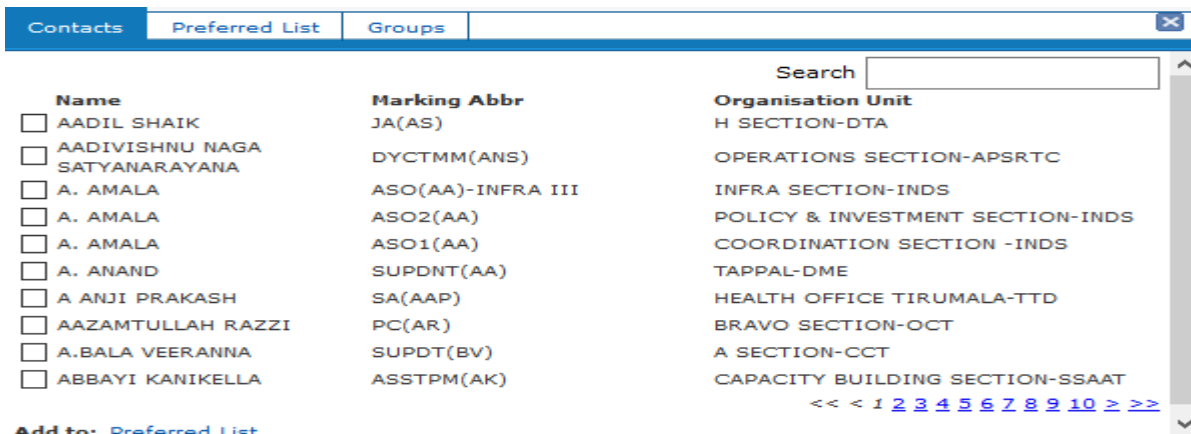 Contacts Preferred List Groups
Search
Name Marking Abbr Organisation Unit
AADIL SHAIK JA(AS) H SECTION-DTA
AADIVISHNU NAGA
SATYANARAYANA DYCTMM(ANS) OPERATIONS SECTION-APSRTC
A. AMALA ASO(AA)-INFRA III INFRA SECTION-INDS
A. AMALA ASO2(AA) POLICY & INVESTMENT SECTION-INDS
A. AMALA ASO1(AA) COORDINATION SECTION -INDS
A. ANAND SUPDNT(AA) TAPPAL-DME
A ANJI PRAKASH SA(AAP) HEALTH OFFICE TIRUMALA-TTD
AAZAMTULLAH RAZZI PC(AR) BRAVO SECTION-OCT
A.BALA VEERANNA SUPDT(BV) A SECTION-CCT
ABBAYI KANIKELLA ASSTPM(AK) CAPACITY BUILDING SECTION-SSAAT
<< < 1 2 3 4 5 6 7 8 9 10 > >>
Add to: Preferred List